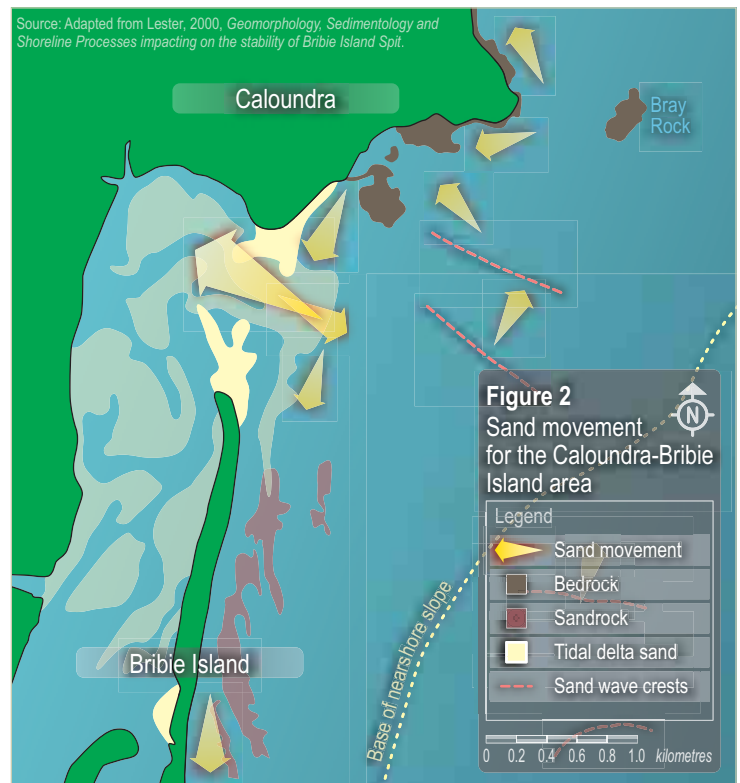 Source: Adapted from Lester, 2000, Geomorphology, Sedimentology and
Shoreline Processes impacting on the stability of Bribie Island Spit.
Caloundra
Bray
Rock
Figure 2
Sand movement
for the Caloundra-Bribie
Island area
N
Legend
Sand movement
Bedrock
Sandrock
Tidal delta sand
Sand wave crests
0 0.2 0.4 0.6 0.8 1.0 kilometres
Base of nearshore slope
Bribie Island